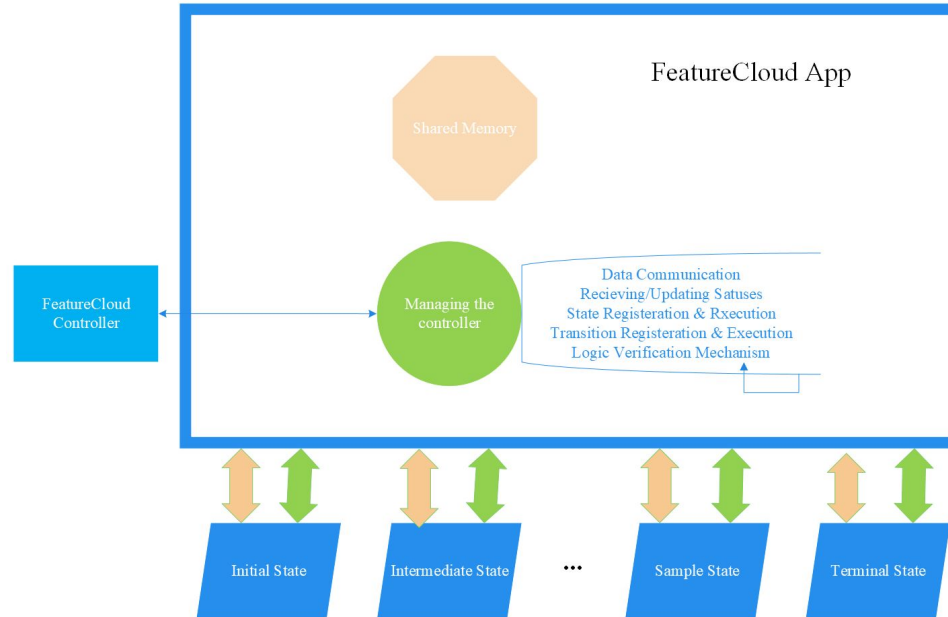 FeatureCloud App
Shared Memory
FeatureCloud
Controller
Managing the
controller
Data Communication
Recieving/Updating Satuses
State Registeration & Rxecution
Transition Registeration & Execution
Logic Verification Mechanism
Initial State
Intermediate State
...
Sample State
Terminal State